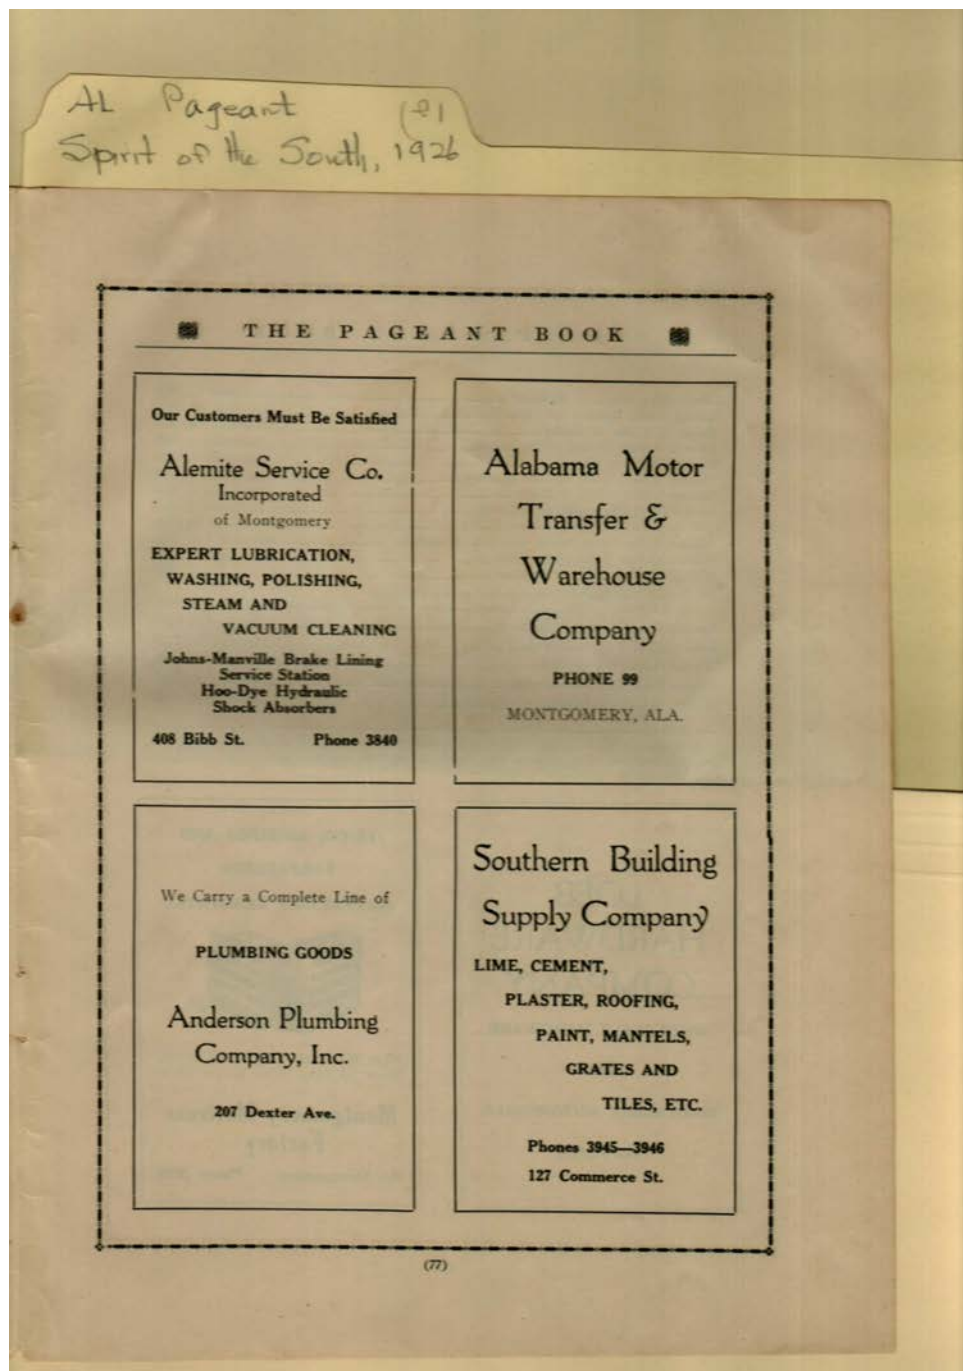 AL Pageant
Spirit of the South, 1926
THE PAGEANT BOOK
Our Customers Must Be Satisfied
Alemite Service Co.
Incorporated
of Montgomery
EXPERT LUBRICATION,
WASHING, POLISHING,
STEAM AND
VACUUM CLEANING
Johns-Manville Brake Lining
Service Station
Hoo-Dye Hydraulic
Shock Absorbers
408 Bibb St. Phone 3840
Alabama Motor
Transfer &
Warehouse
Company
PHONE 99
MONTGOMERY, ALA.
We Carry a Complete Line of
PLUMBING GOODS
Anderson Plumbing
Company, Inc.
207 Dexter Ave.
Southern Building
Supply Company
LIME, CEMENT,
PLASTER, ROOFING,
PAINT, MANTELS,
GRATES AND
TILES, ETC.
Phones 3945—3946
127 Commerce St.
(77)